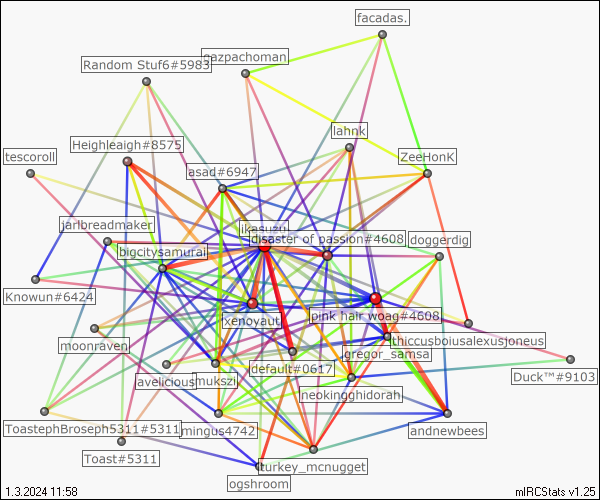 facadas.
gazpachoman
Random Stuf6#5983
lahnk
Heighleigh#8575
tescoroll
ZeeHonK
asad#6947
jarlbreadmaker
ikasuzu
disaster of passion#4608
doggerdig
bigcitysamurai
Knowun#6424
xenoyaut
pink hair woag#4608
moonraven
thiccusboiusalexusjoneus
gregor_samsa
default#0617
Duck™#9103
avelicious
mukszi
neokingghidorah
ToastephBroseph5311#5311
mingus4742
andnewbees
Toast#5311
turkey_mcnugget
ogshroom
1.3.2024 11:58
mIRCStats v1.25